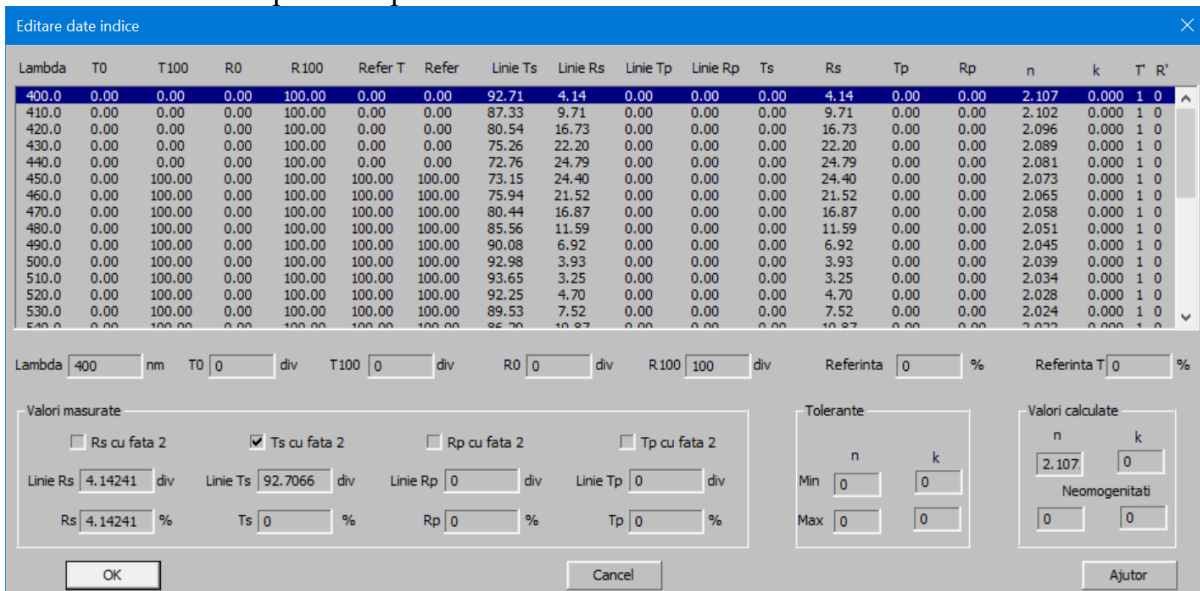 Editare date indice
Lambda T0 T100 R0 R100 Refer T Refer Linie Ts Linie Rs Linie Tp Linie Rp Ts Rs Tp Rp n k T' R'
400.0 0.00 0.00 0.00 100.00 0.00 0.00 92.71 4.14 0.00 0.00 0.00 4.14 0.00 0.00 2.107 0.000 1 0
410.0 0.00 0.00 0.00 100.00 0.00 0.00 87.33 9.71 0.00 0.00 0.00 9.71 0.00 0.00 2.102 0.000 1 0
420.0 0.00 0.00 0.00 100.00 0.00 0.00 80.54 16.73 0.00 0.00 0.00 16.73 0.00 0.00 2.096 0.000 1 0
430.0 0.00 0.00 0.00 100.00 0.00 0.00 75.26 22.20 0.00 0.00 0.00 22.20 0.00 0.00 2.089 0.000 1 0
440.0 0.00 0.00 0.00 100.00 0.00 0.00 72.76 24.79 0.00 0.00 0.00 24.79 0.00 0.00 2.081 0.000 1 0
450.0 0.00 100.00 0.00 100.00 100.00 100.00 73.15 24.40 0.00 0.00 0.00 24.40 0.00 0.00 2.073 0.000 1 0
460.0 0.00 100.00 0.00 100.00 100.00 100.00 75.94 21.52 0.00 0.00 0.00 21.52 0.00 0.00 2.065 0.000 1 0
470.0 0.00 100.00 0.00 100.00 100.00 100.00 80.44 16.87 0.00 0.00 0.00 16.87 0.00 0.00 2.058 0.000 1 0
480.0 0.00 100.00 0.00 100.00 100.00 100.00 85.56 11.59 0.00 0.00 0.00 11.59 0.00 0.00 2.051 0.000 1 0
490.0 0.00 100.00 0.00 100.00 100.00 100.00 90.08 6.92 0.00 0.00 0.00 6.92 0.00 0.00 2.045 0.000 1 0
500.0 0.00 100.00 0.00 100.00 100.00 100.00 92.98 3.93 0.00 0.00 0.00 3.93 0.00 0.00 2.039 0.000 1 0
510.0 0.00 100.00 0.00 100.00 100.00 100.00 93.65 3.25 0.00 0.00 0.00 3.25 0.00 0.00 2.034 0.000 1 0
520.0 0.00 100.00 0.00 100.00 100.00 100.00 92.25 4.70 0.00 0.00 0.00 4.70 0.00 0.00 2.028 0.000 1 0
530.0 0.00 100.00 0.00 100.00 100.00 100.00 89.53 7.52 0.00 0.00 0.00 7.52 0.00 0.00 2.024 0.000 1 0
Lambda 400 nm T0 0 div T100 0 div R0 0 div R100 100 div Referinta 0 % Referinta T 0 %
Valori masurate Tolerante Valori calculate
Rs cu fata 2 Ts cu fata 2 Rp cu fata 2 Tp cu fata 2 n k n k
Linie Rs 4.14241 div Linie Ts 92.7066 div Linie Rp 0 div Linie Tp 0 div Min 0 0 2.107 0
Neomogenitati
Rs 4.14241 % Ts 0 % Rp 0 % Tp 0 % Max 0 0 0 0
OK Cancel Ajutor